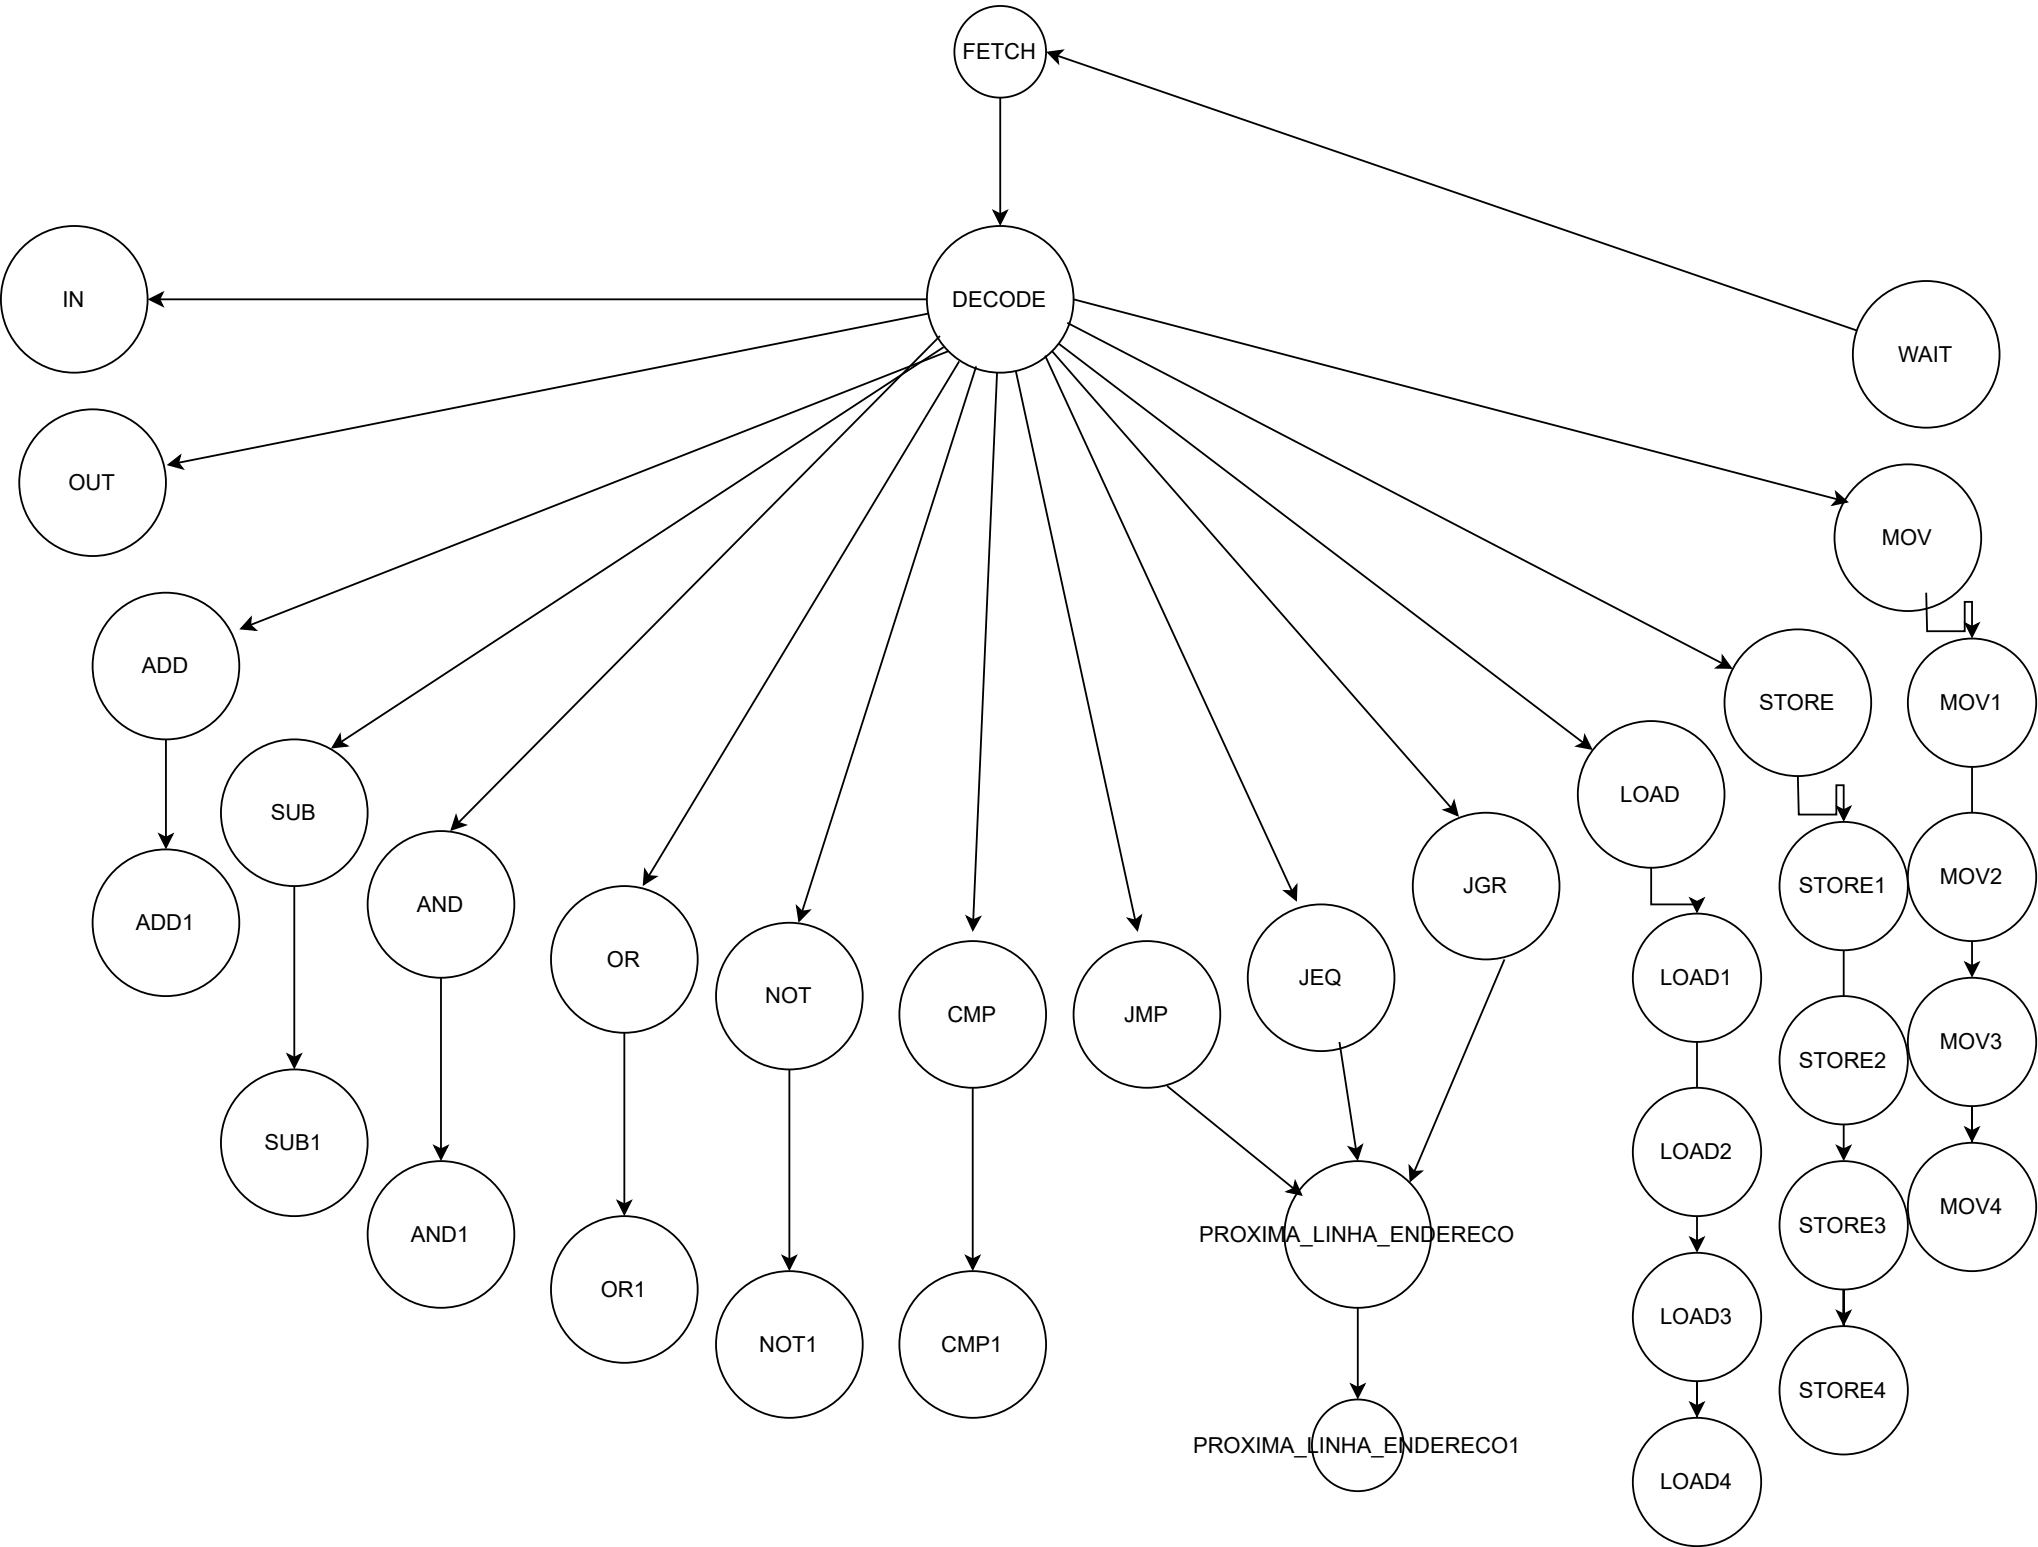 FETCH
IN
DECODE
WAIT
OUT
MOV
ADD
STORE
MOV1
SUB
LOAD
AND
JGR
STORE1
MOV2
ADD1
OR
NOT
CMP
JMP
JEQ
LOAD1
MOV3
STORE2
SUB1
LOAD2
AND1
PROXIMA_LINHA_ENDERECO
STORE3
MOV4
OR1
NOT1
CMP1
LOAD3
STORE4
PROXIMA_LINHA_ENDERECO1
LOAD4